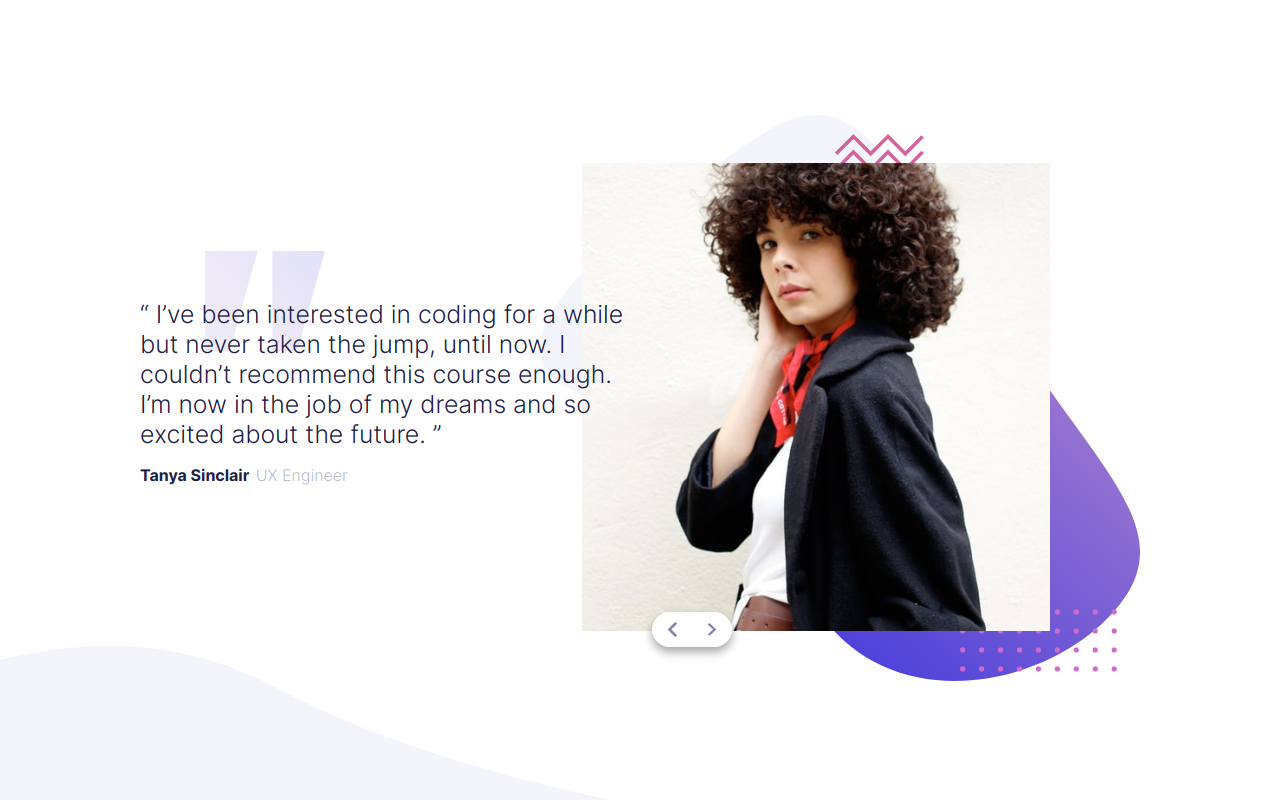 “ I’ve been interested in coding for a while
but never taken the jump, until now. I
couldn’t recommend this course enough.
I’m now in the job of my dreams and so
excited about the future. ”
Tanya Sinclair UX Engineer